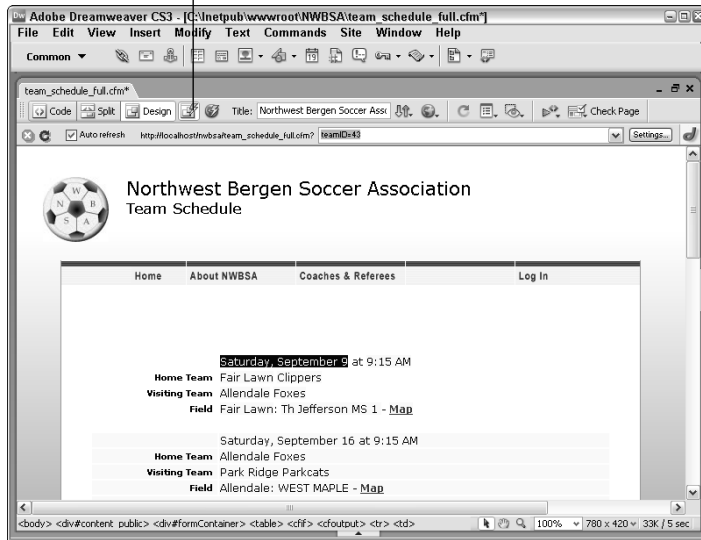 Adobe Dreamweaver CS3 - [C:\Inetpub\wwwroot\NWBSA\team_schedule_full.cfm*]
File Edit View Insert Modify Text Commands Site Window Help
Common
team_schedule_full.cfm*
Code Split Design Title: Northwest Bergen Soccer Assc Check Page
Auto refresh http://localhost/nwbsa/team_schedule_full.cfm? teamID=43 Settings...
N W B S A
Northwest Bergen Soccer Association
Team Schedule
Home About NWBSA Coaches & Referees Log In
Saturday, September 9 at 9:15 AM
Home Team Fair Lawn Clippers
Visiting Team Allendale Foxes
Field Fair Lawn: Th Jefferson MS 1 - Map
Saturday, September 16 at 9:15 AM
Home Team Allendale Foxes
Visiting Team Park Ridge Parkcats
Field Allendale: WEST MAPLE - Map
<body> <div#content_public> <div#formContainer> <table> <cfif> <cfoutput> <tr> <td> 100% 780 x 420 33K / 5 sec